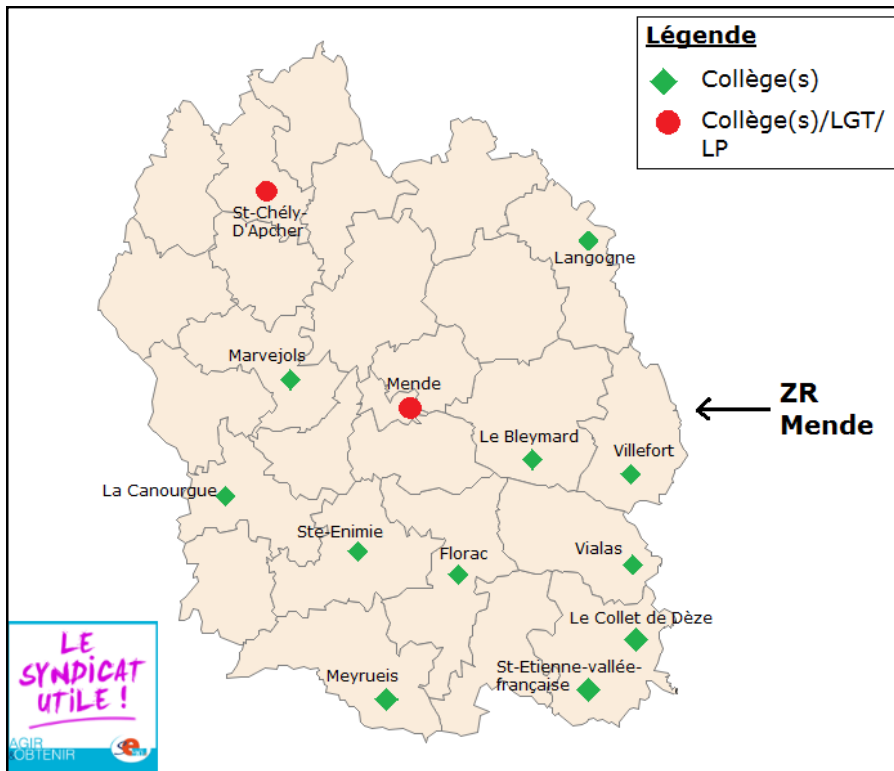 Légende
Collège(s)
Collège(s)/LGT/
LP
St-Chély-
D'Apcher
Langogne
Marvejols
Mende
ZR
Mende
Le Bleymard
Villefort
La Canourgue
Ste-Enimie
Florac
Vialas
Le Collet de Dèze
St-Etienne-vallée-
française
Meyrueis
LE
SYNDICAT
UTILE !
AGIR
&OBTENIR
se